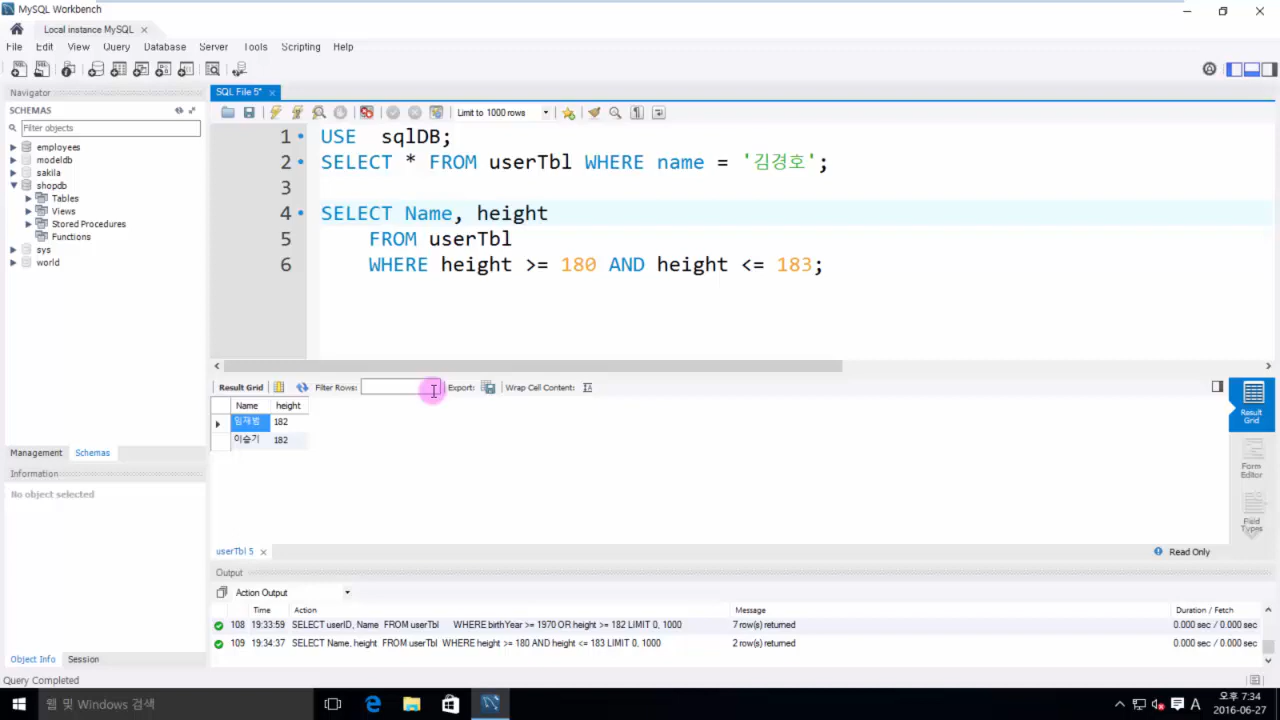 MySQL Workbench
Local instance MySQL
File Edit View Query Database Server Tools Scripting Help
Navigator
SCHEMAS
Filter objects
employees
modeldb
sakila
shopdb
Tables
Views
Stored Procedures
Functions
sys
world
Management Schemas
Information
No object selected
Object Info Session
Query Completed
SQL File 5*
Limit to 1000 rows
1 USE sqlDB;
2 SELECT * FROM userTbl WHERE name = '김경호';
3
4 SELECT Name, height
5 FROM userTbl
6 WHERE height >= 180 AND height <= 183;
Result Grid Filter Rows: Export: Wrap Cell Content:
Name height
임재범 182
이승기 182
Result Grid
Form Editor
Field Types
userTbl 5
Read Only
Output
Action Output
Time Action Message Duration / Fetch
108 19:33:59 SELECT userID, Name FROM userTbl WHERE birthYear >= 1970 OR height >= 182 LIMIT 0, 1000 7 row(s) returned 0.000 sec / 0.000 sec
109 19:34:37 SELECT Name, height FROM userTbl WHERE height >= 180 AND height <= 183 LIMIT 0, 1000 2 row(s) returned 0.000 sec / 0.000 sec
웹 및 Windows 검색
A
오후 7:34
2016-06-27